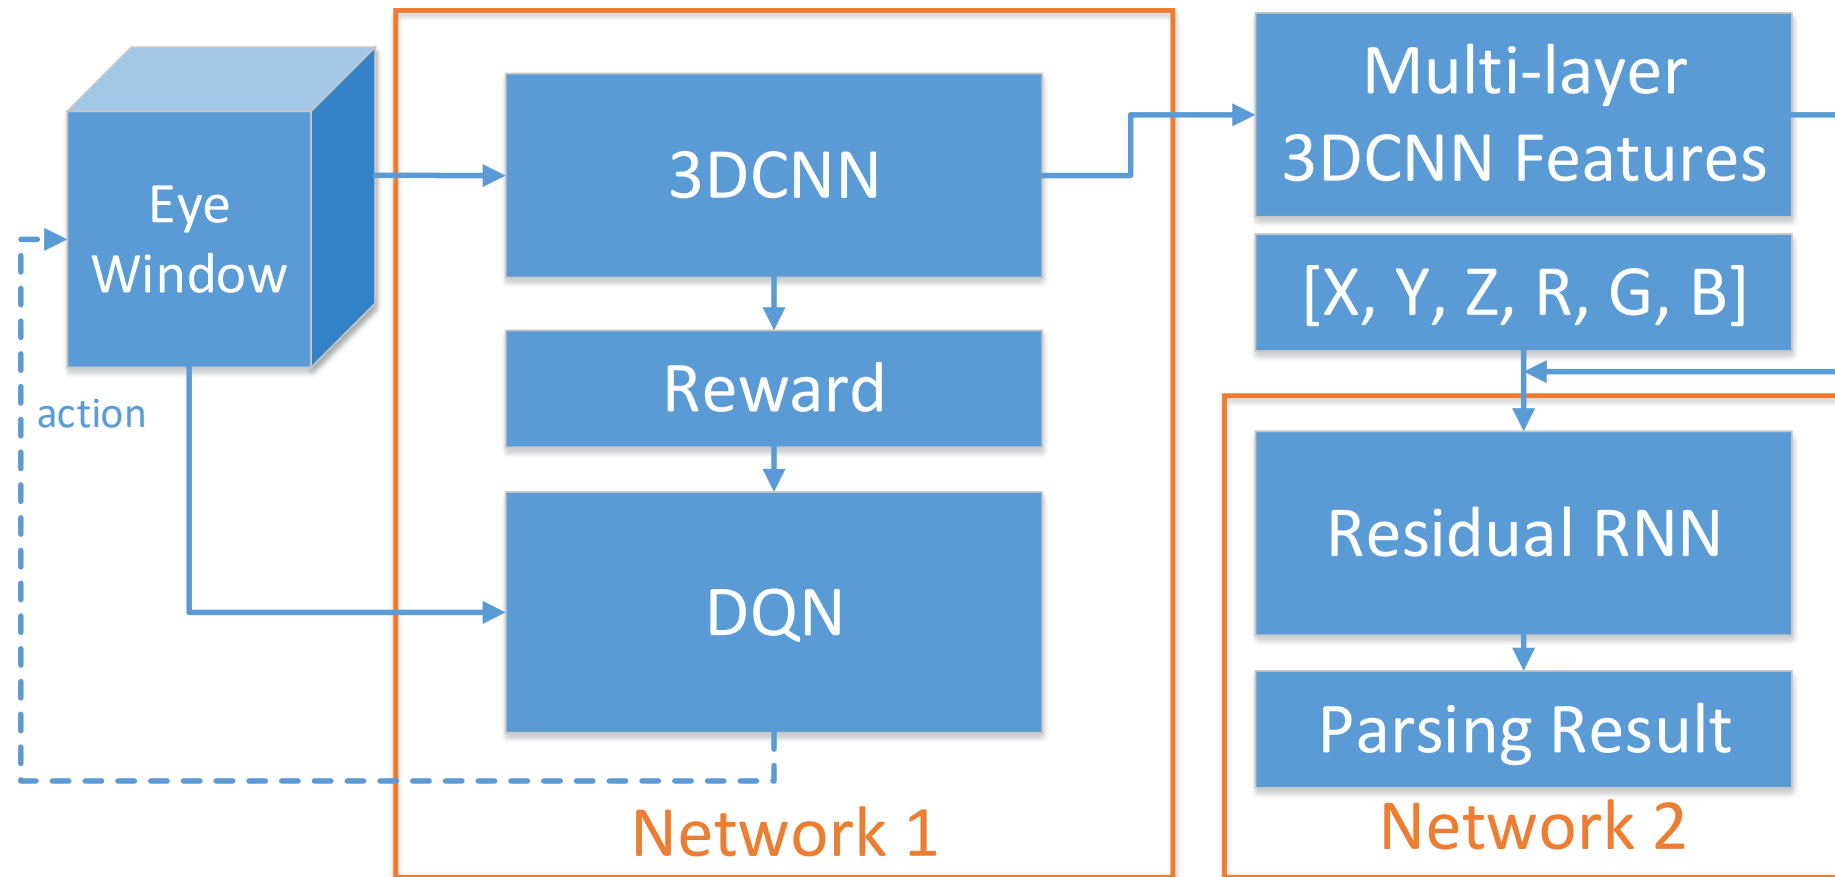 Eye
Window
action
3DCNN
Reward
DQN
Network 1
Multi-layer
3DCNN Features
[X, Y, Z, R, G, B]
Residual RNN
Parsing Result
Network 2